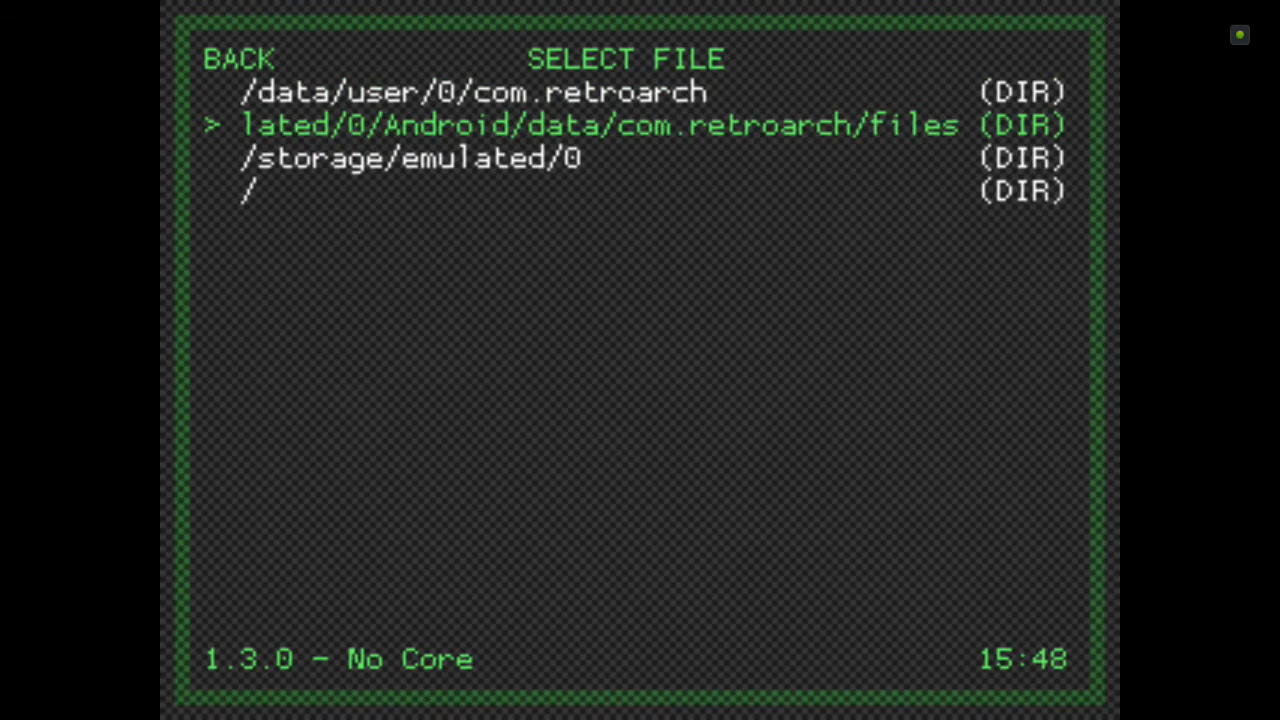 BACK SELECT FILE
/data/user/0/com.retroarch (DIR)
> lated/0/Android/data/com.retroarch/files (DIR)
/storage/emulated/0 (DIR)
/ (DIR)
1.3.0 - No Core 15:48